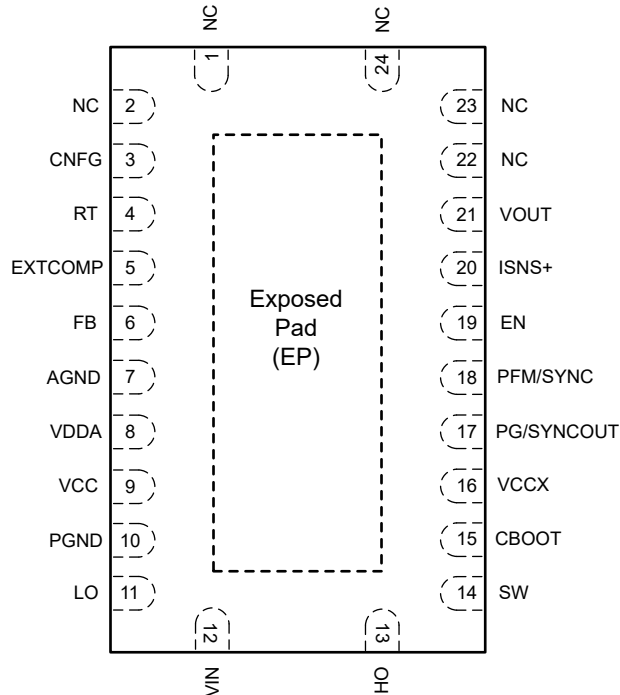 NC
NC
1
24
NC 2
23 NC
CNFG 3
22 NC
RT 4
21 VOUT
EXTCOMP 5
20 ISNS+
FB 6
19 EN
AGND 7
18 PFM/SYNC
VDDA 8
17 PG/SYNCOUT
VCC 9
16 VCCX
PGND 10
15 CBOOT
LO 11
14 SW
Exposed
Pad
(EP)
12
13
VIN
HO